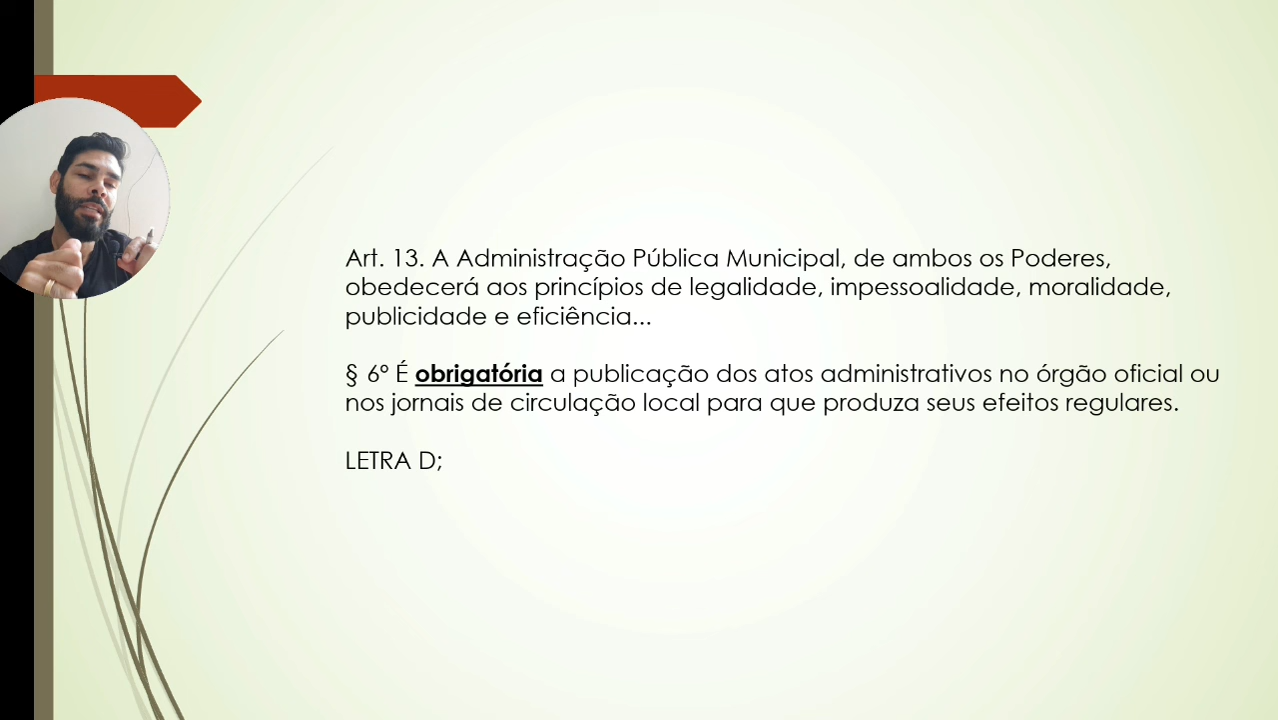 Art. 13. A Administração Pública Municipal, de ambos os Poderes,
obedecerá aos princípios de legalidade, impessoalidade, moralidade,
publicidade e eficiência...
§ 6º É obrigatória a publicação dos atos administrativos no órgão oficial ou
nos jornais de circulação local para que produza seus efeitos regulares.
LETRA D;